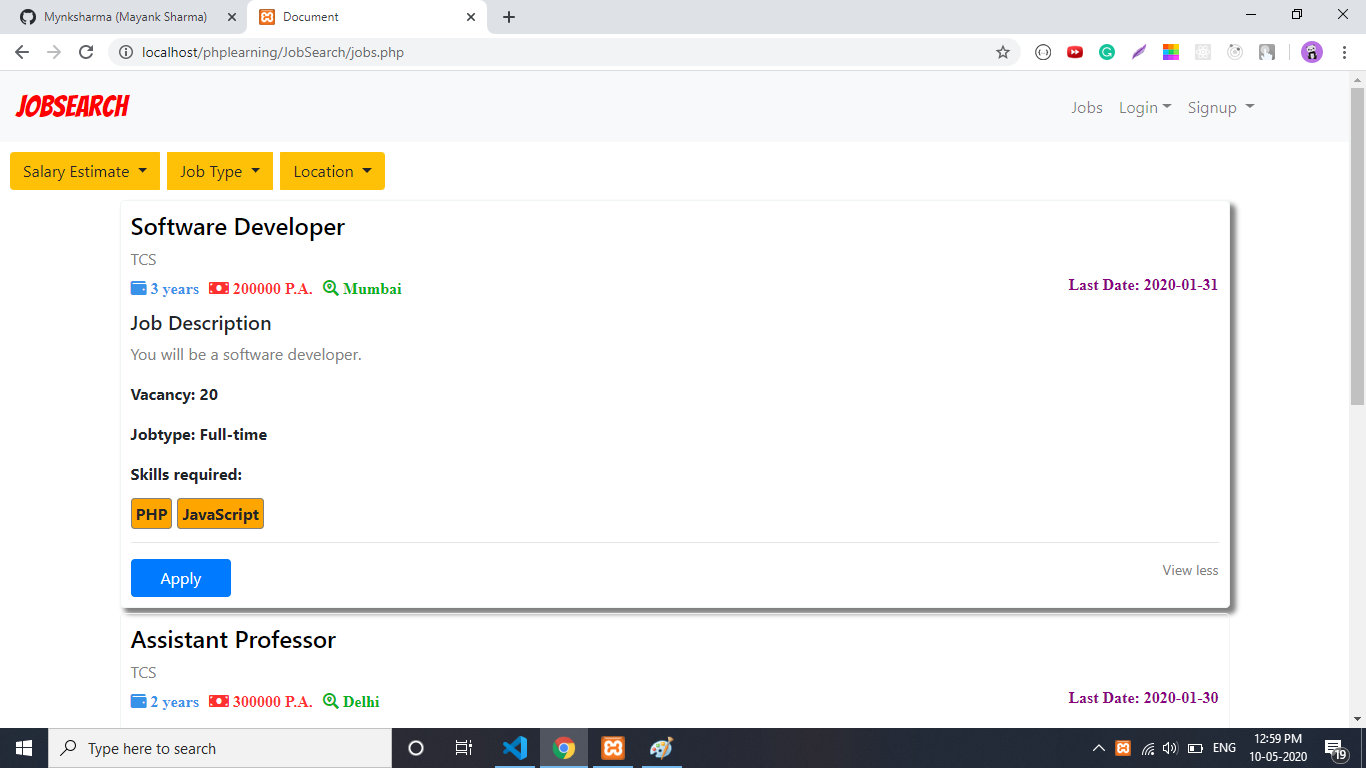 Mynksharma (Mayank Sharma)
Document
localhost/phplearning/JobSearch/jobs.php
JOBSEARCH
Jobs Login Signup
Salary Estimate Job Type Location
Software Developer
TCS
3 years 200000 P.A. Mumbai
Last Date: 2020-01-31
Job Description
You will be a software developer.
Vacancy: 20
Jobtype: Full-time
Skills required:
PHP JavaScript
Apply
View less
Assistant Professor
TCS
2 years 300000 P.A. Delhi
Last Date: 2020-01-30
Type here to search
ENG
12:59 PM
10-05-2020
19